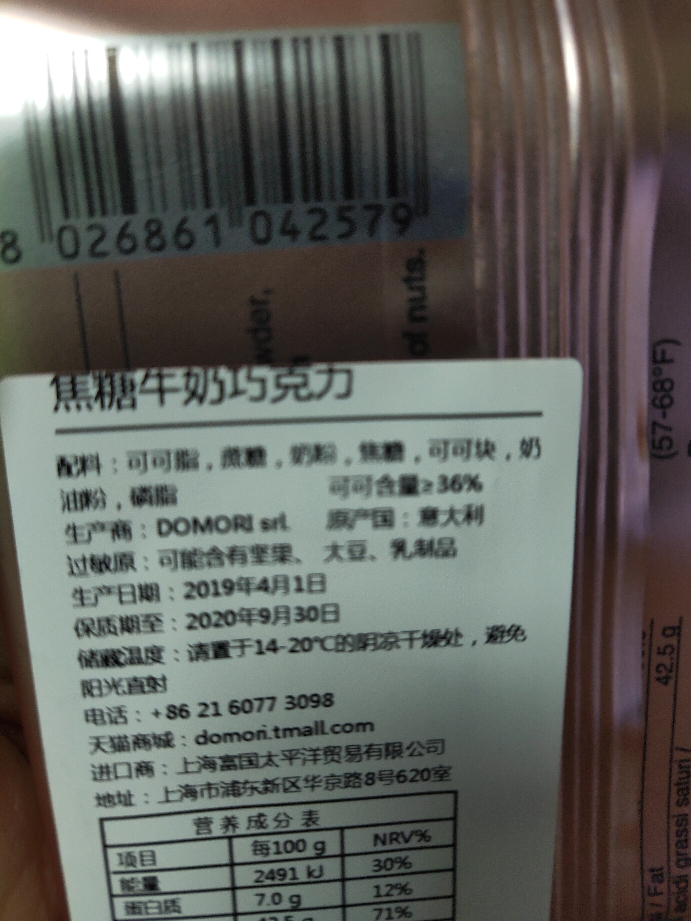 8 026861 042579
of nuts.
焦糖牛奶巧克力
配料：可可脂，蔗糖，奶粉，焦糖，可可块，奶
油粉，磷脂 可可含量≥36%
生产商：DOMORI srl. 原产国：意大利
过敏原：可能含有坚果、 大豆、乳制品
生产日期：2019年4月1日
保质期至：2020年9月30日
储藏温度：请置于14-20℃的阴凉干燥处，避免
阳光直射
电话：+86 21 6077 3098
天猫商城：domori.tmall.com
进口商：上海富国太平洋贸易有限公司
地址：上海市浦东新区华京路8号620室
营养成分表
项目 每100 g NRV%
能量 2491 kJ 30%
蛋白质 7.0 g 12%
71%
(57-68°F)
42.5 g
/ Fat
acidi grassi saturi /